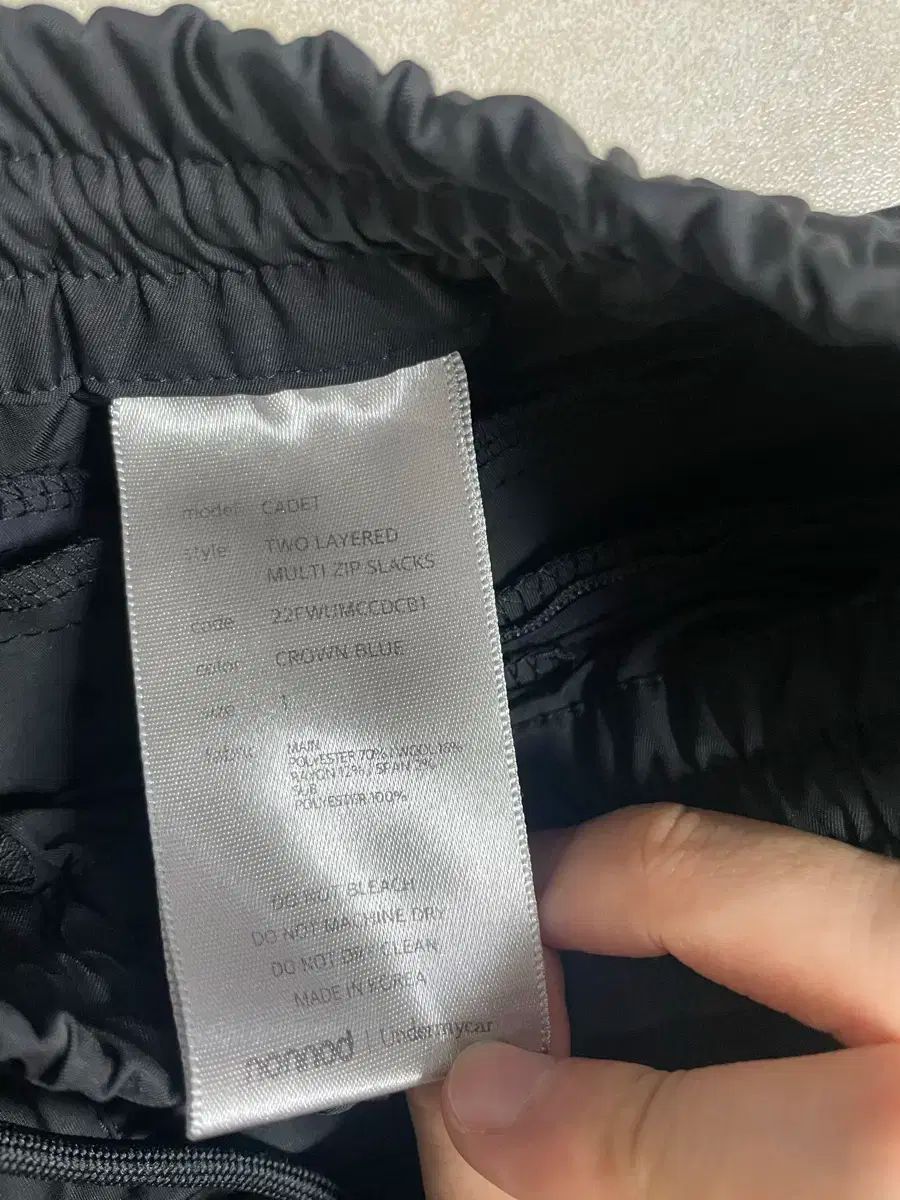 model: CADET
style: TWO LAYERED
MULTI ZIP SLACKS
code: 22FWUMCCDCB1
color: CROWN BLUE
size: 1
fabric: MAIN
POLYESTER 70% WOOL 16%
RAYON 12% SPAN 2%
SUB
POLYESTER 100%
DO NOT BLEACH
DO NOT MACHINE DRY
DO NOT DRY CLEAN
MADE IN KOREA
nonnod | Undermycar